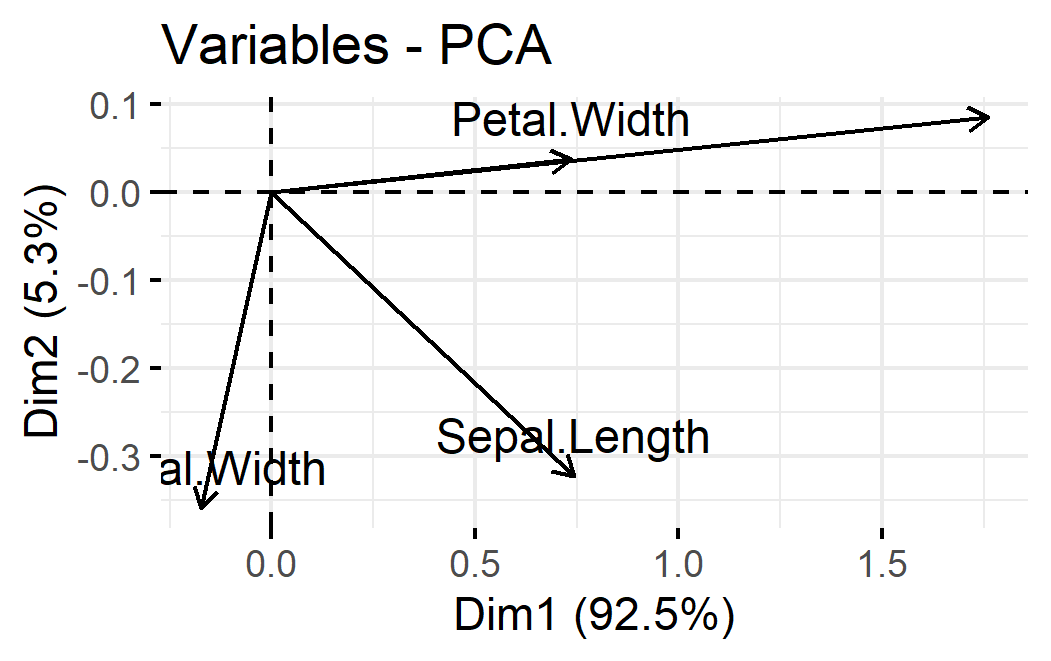 Variables - PCA
0.1
0.0
-0.1
-0.2
-0.3
Dim2 (5.3%)
Petal.Width
Sepal.Length
al.Width
0.0
0.5
1.0
1.5
Dim1 (92.5%)